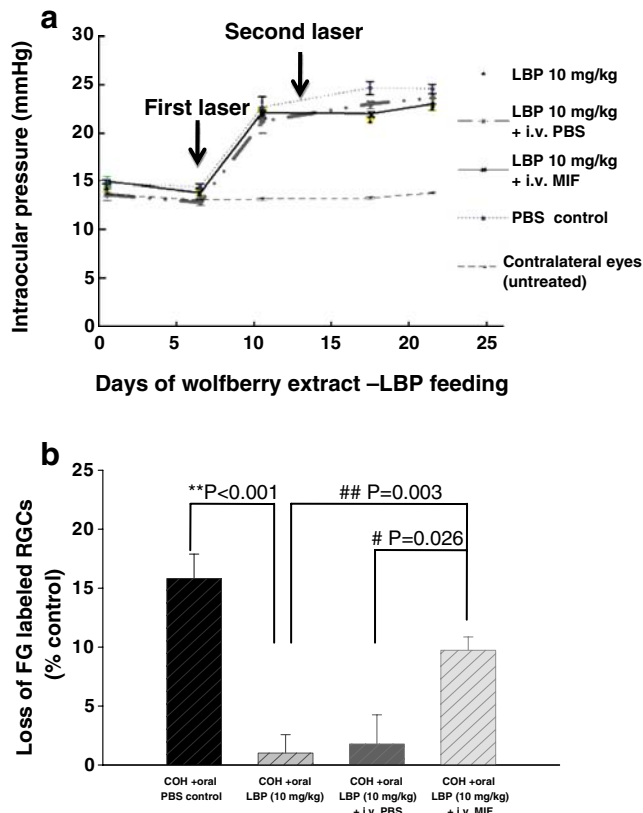 a
30
25
20
15
10
5
0
Intraocular pressure (mmHg)
First laser
Second laser
0 5 10 15 20 25
Days of wolfberry extract –LBP feeding
LBP 10 mg/kg
LBP 10 mg/kg
+ i.v. PBS
LBP 10 mg/kg
+ i.v. MIF
PBS control
Contralateral eyes
(untreated)
b
25
20
15
10
5
0
Loss of FG labeled RGCs
(% control)
**P<0.001
## P=0.003
# P=0.026
COH +oral
PBS control
COH +oral
LBP (10 mg/kg)
COH +oral
LBP (10 mg/kg)
+ i.v. PBS
COH +oral
LBP (10 mg/kg)
+ i.v. MIF